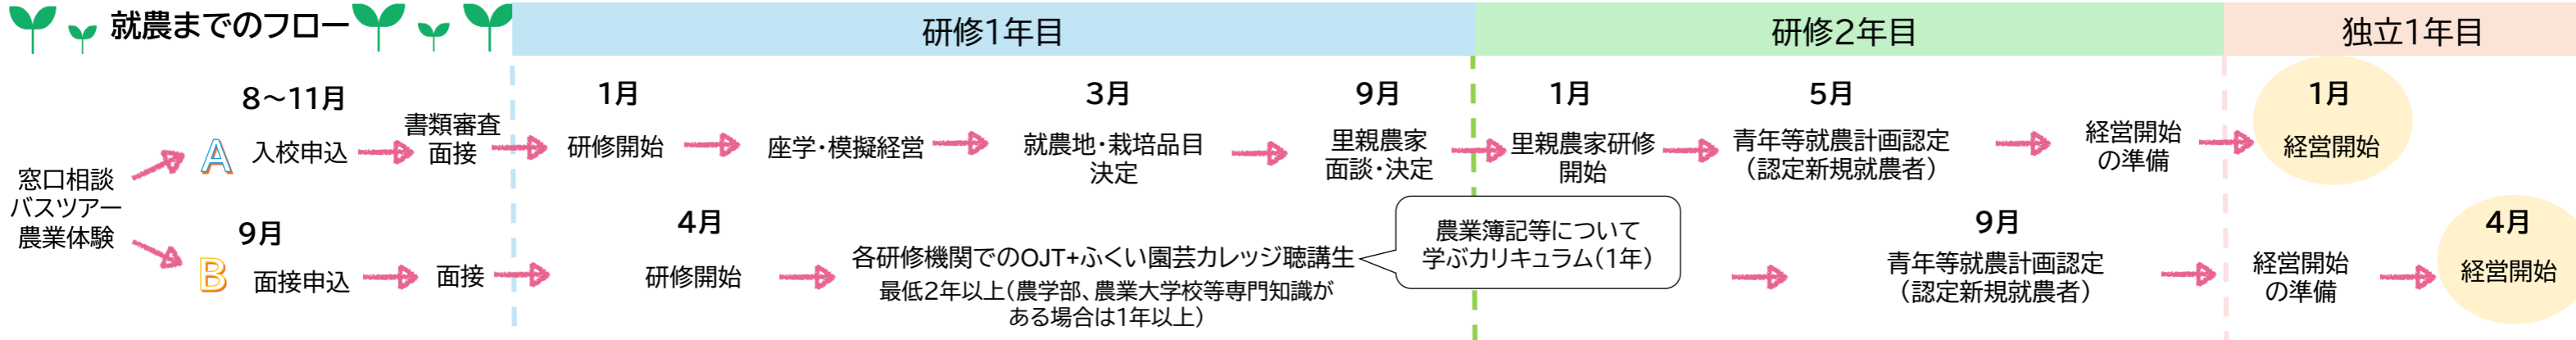 就農までのフロー
研修1年目
研修2年目
独立1年目
窓口相談
バスツアー
農業体験
A
8～11月
入校申込
書類審査
面接
1月
研修開始
座学・模擬経営
3月
就農地・栽培品目
決定
9月
里親農家
面談・決定
1月
里親農家研修
開始
5月
青年等就農計画認定
（認定新規就農者）
経営開始
の準備
1月
経営開始
B
9月
面接申込
面接
4月
研修開始
各研修機関でのOJT+ふくい園芸カレッジ聴講生
最低2年以上（農学部、農業大学校等専門知識が
ある場合は1年以上）
農業簿記等について
学ぶカリキュラム（1年）
9月
青年等就農計画認定
（認定新規就農者）
経営開始
の準備
4月
経営開始